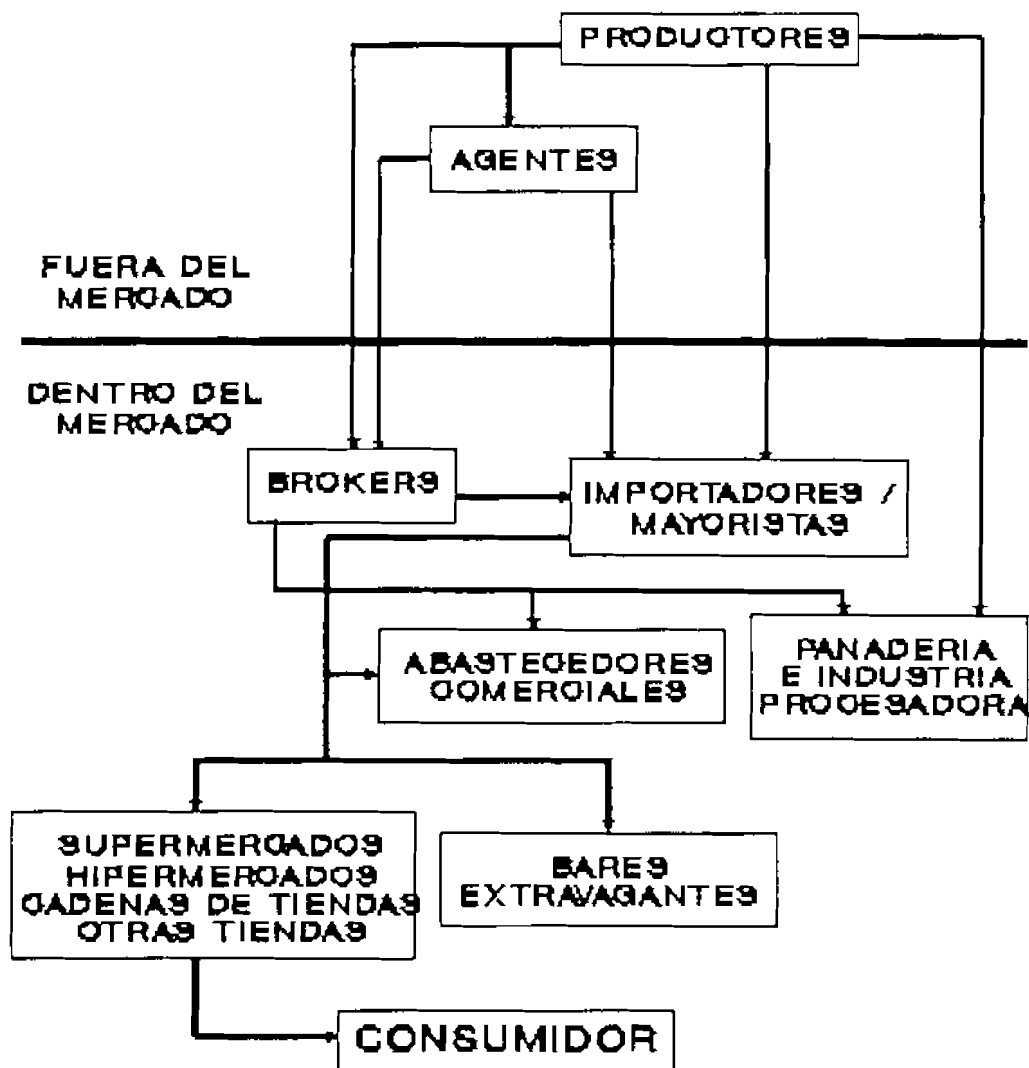 PRODUCTORES
AGENTES
FUERA DEL
MERCADO
DENTRO DEL
MERCADO
BROKERS
IMPORTADORES /
MAYORISTAS
ABASTECEDORES
COMERCIALES
PANADERIA
E INDUSTRIA
PROCESADORA
SUPERMERCADOS
HIPERMERCADOS
CADENAS DE TIENDAS
OTRAS TIENDAS
BARES
EXTRAVAGANTES
CONSUMIDOR